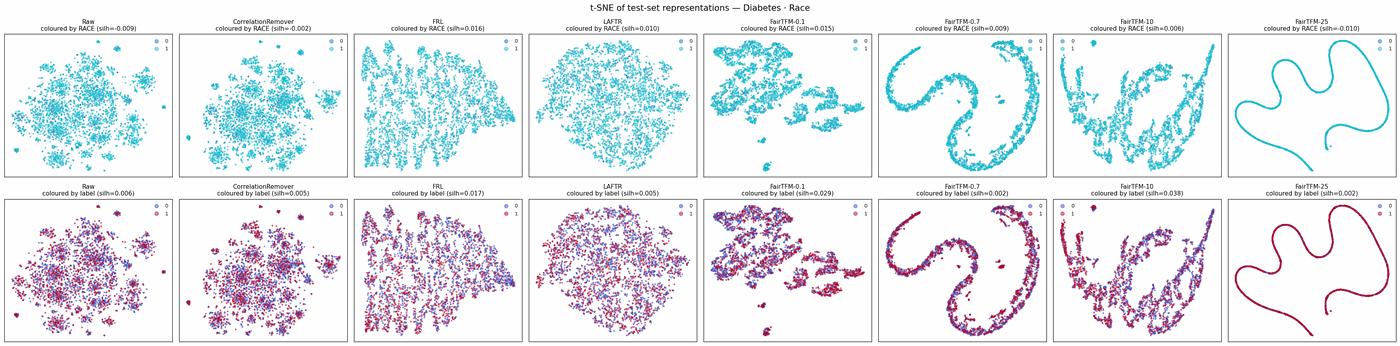 t-SNE of test-set representations — Diabetes · Race
Raw
coloured by RACE (silh=-0.009)
0
1
CorrelationRemover
coloured by RACE (silh=-0.002)
0
1
FRL
coloured by RACE (silh=0.016)
0
1
LAFTR
coloured by RACE (silh=0.010)
0
1
FairTFM-0.1
coloured by RACE (silh=0.015)
0
1
FairTFM-0.7
coloured by RACE (silh=0.009)
0
1
FairTFM-10
coloured by RACE (silh=0.006)
0
1
FairTFM-25
coloured by RACE (silh=-0.010)
0
1
Raw
coloured by label (silh=0.006)
0
1
CorrelationRemover
coloured by label (silh=0.005)
0
1
FRL
coloured by label (silh=0.017)
0
1
LAFTR
coloured by label (silh=0.005)
0
1
FairTFM-0.1
coloured by label (silh=0.029)
0
1
FairTFM-0.7
coloured by label (silh=0.002)
0
1
FairTFM-10
coloured by label (silh=0.038)
0
1
FairTFM-25
coloured by label (silh=0.002)
0
1